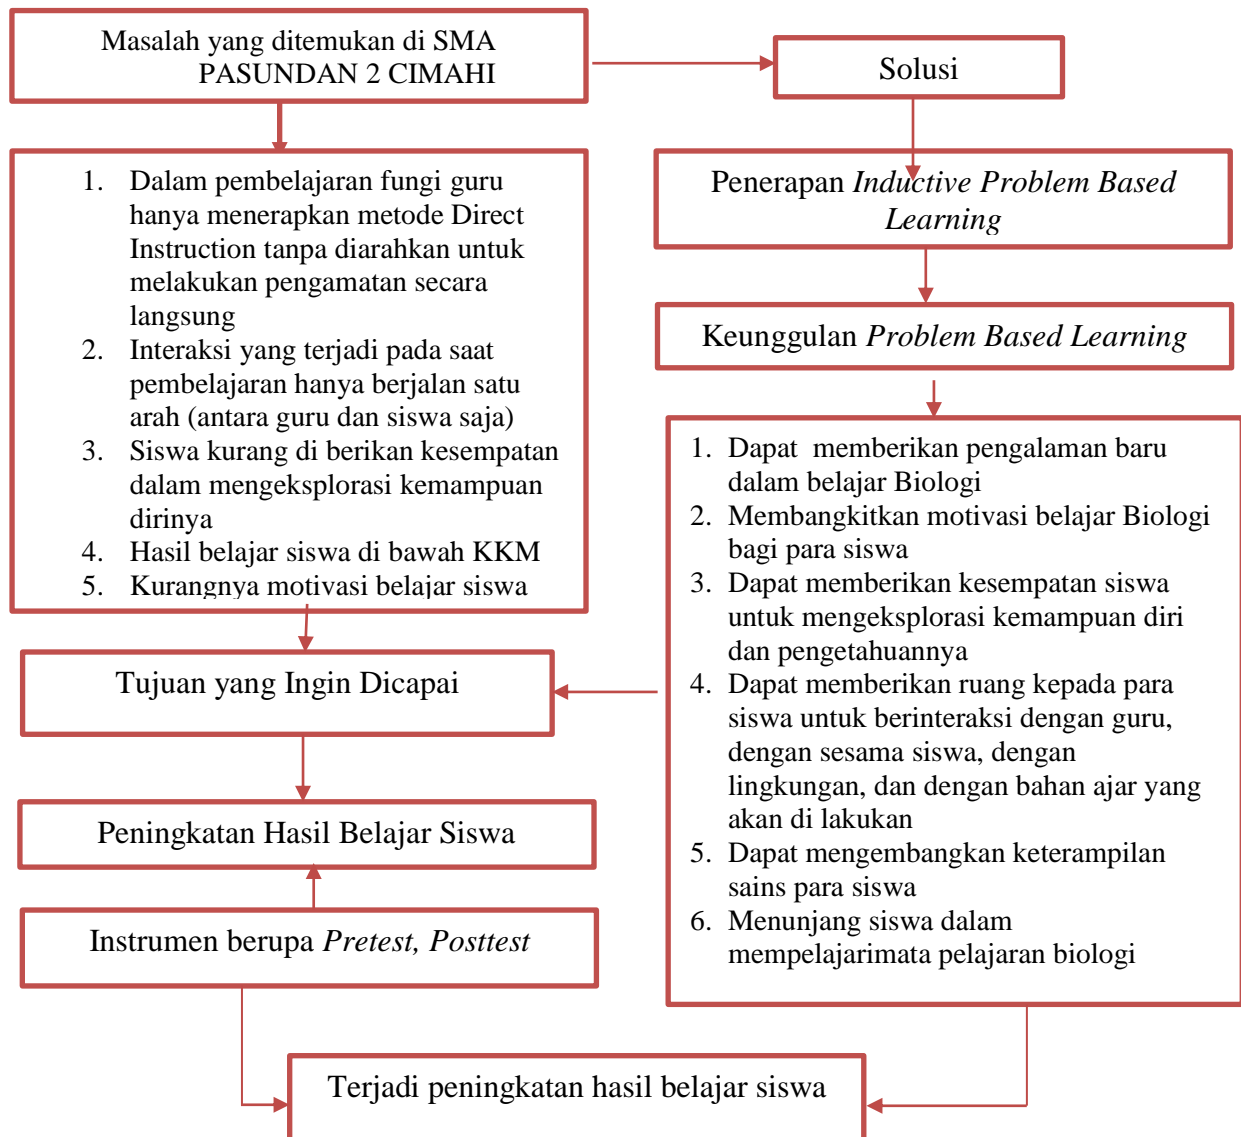 Masalah yang ditemukan di SMA
PASUNDAN 2 CIMAHI
Solusi
1. Dalam pembelajaran fungi guru
hanya menerapkan metode Direct
Instruction tanpa diarahkan untuk
melakukan pengamatan secara
langsung
2. Interaksi yang terjadi pada saat
pembelajaran hanya berjalan satu
arah (antara guru dan siswa saja)
3. Siswa kurang di berikan kesempatan
dalam mengeksplorasi kemampuan
dirinya
4. Hasil belajar siswa di bawah KKM
5. Kurangnya motivasi belajar siswa
Penerapan Inductive Problem Based
Learning
Keunggulan Problem Based Learning
1. Dapat  memberikan pengalaman baru
dalam belajar Biologi
2. Membangkitkan motivasi belajar Biologi
bagi para siswa
3. Dapat memberikan kesempatan siswa
untuk mengeksplorasi kemampuan diri
dan pengetahuannya
4. Dapat memberikan ruang kepada para
siswa untuk berinteraksi dengan guru,
dengan sesama siswa, dengan
lingkungan, dan dengan bahan ajar yang
akan di lakukan
5. Dapat mengembangkan keterampilan
sains para siswa
6. Menunjang siswa dalam
mempelajarimata pelajaran biologi
Tujuan yang Ingin Dicapai
Peningkatan Hasil Belajar Siswa
Instrumen berupa Pretest, Posttest
Terjadi peningkatan hasil belajar siswa